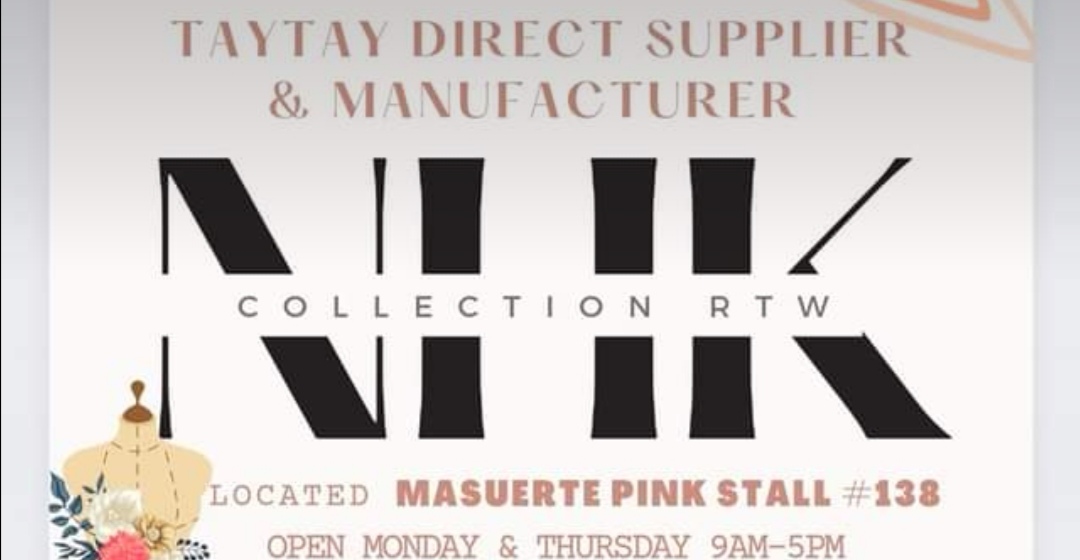 TAYTAY DIRECT SUPPLIER
& MANUFACTURER
NHK
COLLECTION RTW
LOCATED MASUERTE PINK STALL #138
OPEN MONDAY & THURSDAY 9AM-5PM